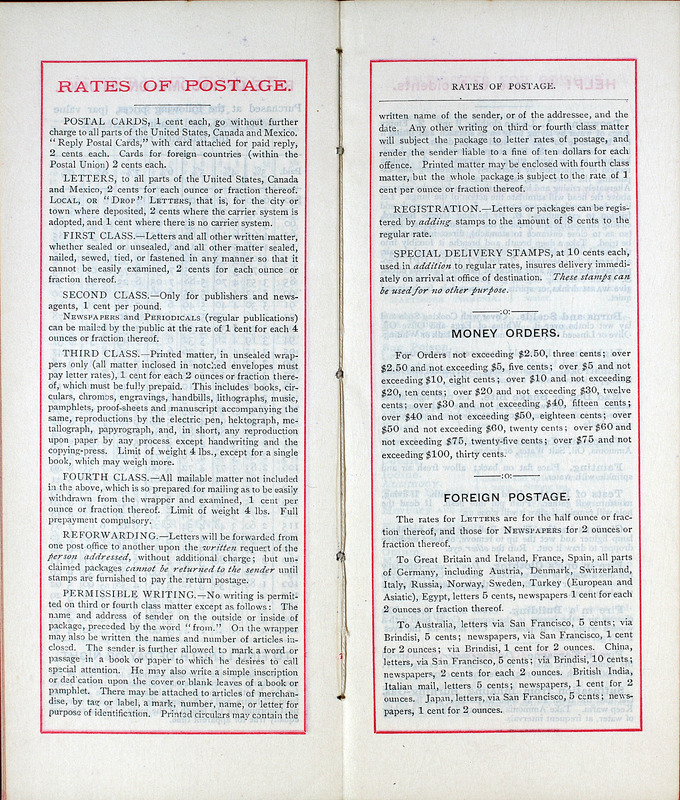 RATES OF POSTAGE.
POSTAL CARDS, 1 cent each, go without further
charge to all parts of the United States, Canada and Mexico.
"Reply Postal Cards," with card attached for paid reply,
2 cents each. Cards for foreign countries (within the
Postal Union) 2 cents each.
LETTERS, to all parts of the United States, Canada
and Mexico, 2 cents for each ounce or fraction thereof.
LOCAL, OR "DROP" LETTERS, that is, for the city or
town where deposited, 2 cents where the carrier system is
adopted, and 1 cent where there is no carrier system.
FIRST CLASS.—Letters and all other written matter,
whether sealed or unsealed, and all other matter sealed,
nailed, sewed, tied, or fastened in any manner so that it
cannot be easily examined, 2 cents for each ounce or
fraction thereof.
SECOND CLASS.—Only for publishers and news-
agents, 1 cent per pound.
NEWSPAPERS and PERIODICALS (regular publications)
can be mailed by the public at the rate of 1 cent for each 4
ounces or fraction thereof.
THIRD CLASS.—Printed matter, in unsealed wrap-
pers only (all matter inclosed in notched envelopes must
pay letter rates), 1 cent for each 2 ounces or fraction there-
of, which must be fully prepaid. This includes books, cir-
culars, chromos, engravings, handbills, lithographs, music,
pamphlets, proof-sheets and manuscript accompanying the
same, reproductions by the electric pen, hektograph, me-
tallograph, papyrograph, and, in short, any reproduction
upon paper by any process except handwriting and the
copying-press. Limit of weight 4 lbs., except for a single
book, which may weigh more.
FOURTH CLASS.—All mailable matter not included
in the above, which is so prepared for mailing as to be easily
withdrawn from the wrapper and examined, 1 cent per
ounce or fraction thereof. Limit of weight 4 lbs. Full
prepayment compulsory.
REFORWARDING.—Letters will be forwarded from
one post office to another upon the written request of the
person addressed, without additional charge; but un-
claimed packages cannot be returned to the sender until
stamps are furnished to pay the return postage.
PERMISSIBLE WRITING.—No writing is permit-
ted on third or fourth class matter except as follows: The
name and address of sender on the outside or inside of
package, preceded by the word "from." On the wrapper
may also be written the names and number of articles in-
closed. The sender is further allowed to mark a word or
passage in a book or paper to which he desires to call
special attention. He may also write a simple inscription
or dedication upon the cover or blank leaves of a book or
pamphlet. There may be attached to articles of merchan-
dise, by tag or label, a mark, number, name, or letter for
purpose of identification. Printed circulars may contain the
RATES OF POSTAGE.
written name of the sender, or of the addressee, and the
date. Any other writing on third or fourth class matter
will subject the package to letter rates of postage, and
render the sender liable to a fine of ten dollars for each
offence. Printed matter may be enclosed with fourth class
matter, but the whole package is subject to the rate of 1
cent per ounce or fraction thereof.
REGISTRATION.—Letters or packages can be regis-
tered by adding stamps to the amount of 8 cents to the
regular rate.
SPECIAL DELIVERY STAMPS, at 10 cents each,
used in addition to regular rates, insures delivery immedi-
ately on arrival at office of destination. These stamps can
be used for no other purpose.
:o:
MONEY ORDERS.
For Orders not exceeding $2.50, three cents; over
$2.50 and not exceeding $5, five cents; over $5 and not
exceeding $10, eight cents; over $10 and not exceeding
$20, ten cents; over $20 and not exceeding $30, twelve
cents; over $30 and not exceeding $40, fifteen cents;
over $40 and not exceeding $50, eighteen cents; over
$50 and not exceeding $60, twenty cents; over $60 and
not exceeding $75, twenty-five cents; over $75 and not
exceeding $100, thirty cents.
:o:
FOREIGN POSTAGE.
The rates for LETTERS are for the half ounce or frac-
tion thereof, and those for NEWSPAPERS for 2 ounces or
fraction thereof.
To Great Britain and Ireland, France, Spain, all parts
of Germany, including Austria, Denmark, Switzerland,
Italy, Russia, Norway, Sweden, Turkey (European and
Asiatic), Egypt, letters 5 cents, newspapers 1 cent for each
2 ounces or fraction thereof.
To Australia, letters via San Francisco, 5 cents; via
Brindisi, 5 cents; newspapers, via San Francisco, 1 cent
for 2 ounces; via Brindisi, 1 cent for 2 ounces. China,
letters, via San Francisco, 5 cents; via Brindisi, 10 cents;
newspapers, 2 cents for each 2 ounces. British India,
Italian mail, letters 5 cents; newspapers, 1 cent for 2
ounces. Japan, letters, via San Francisco, 5 cents; news-
papers, 1 cent for 2 ounces.